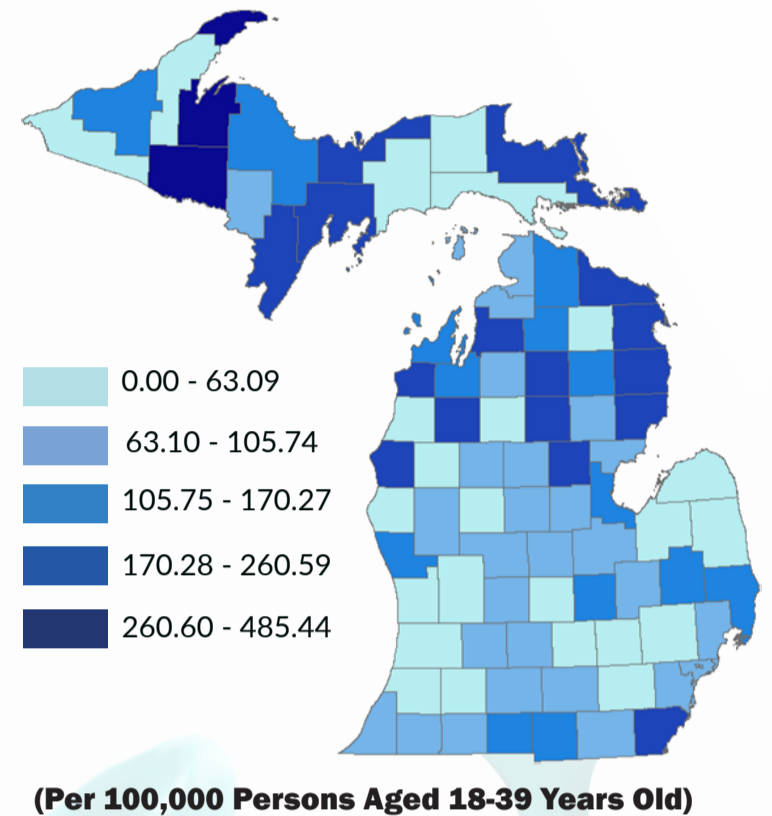 0.00 - 63.09
63.10 - 105.74
105.75 - 170.27
170.28 - 260.59
260.60 - 485.44
(Per 100,000 Persons Aged 18-39 Years Old)